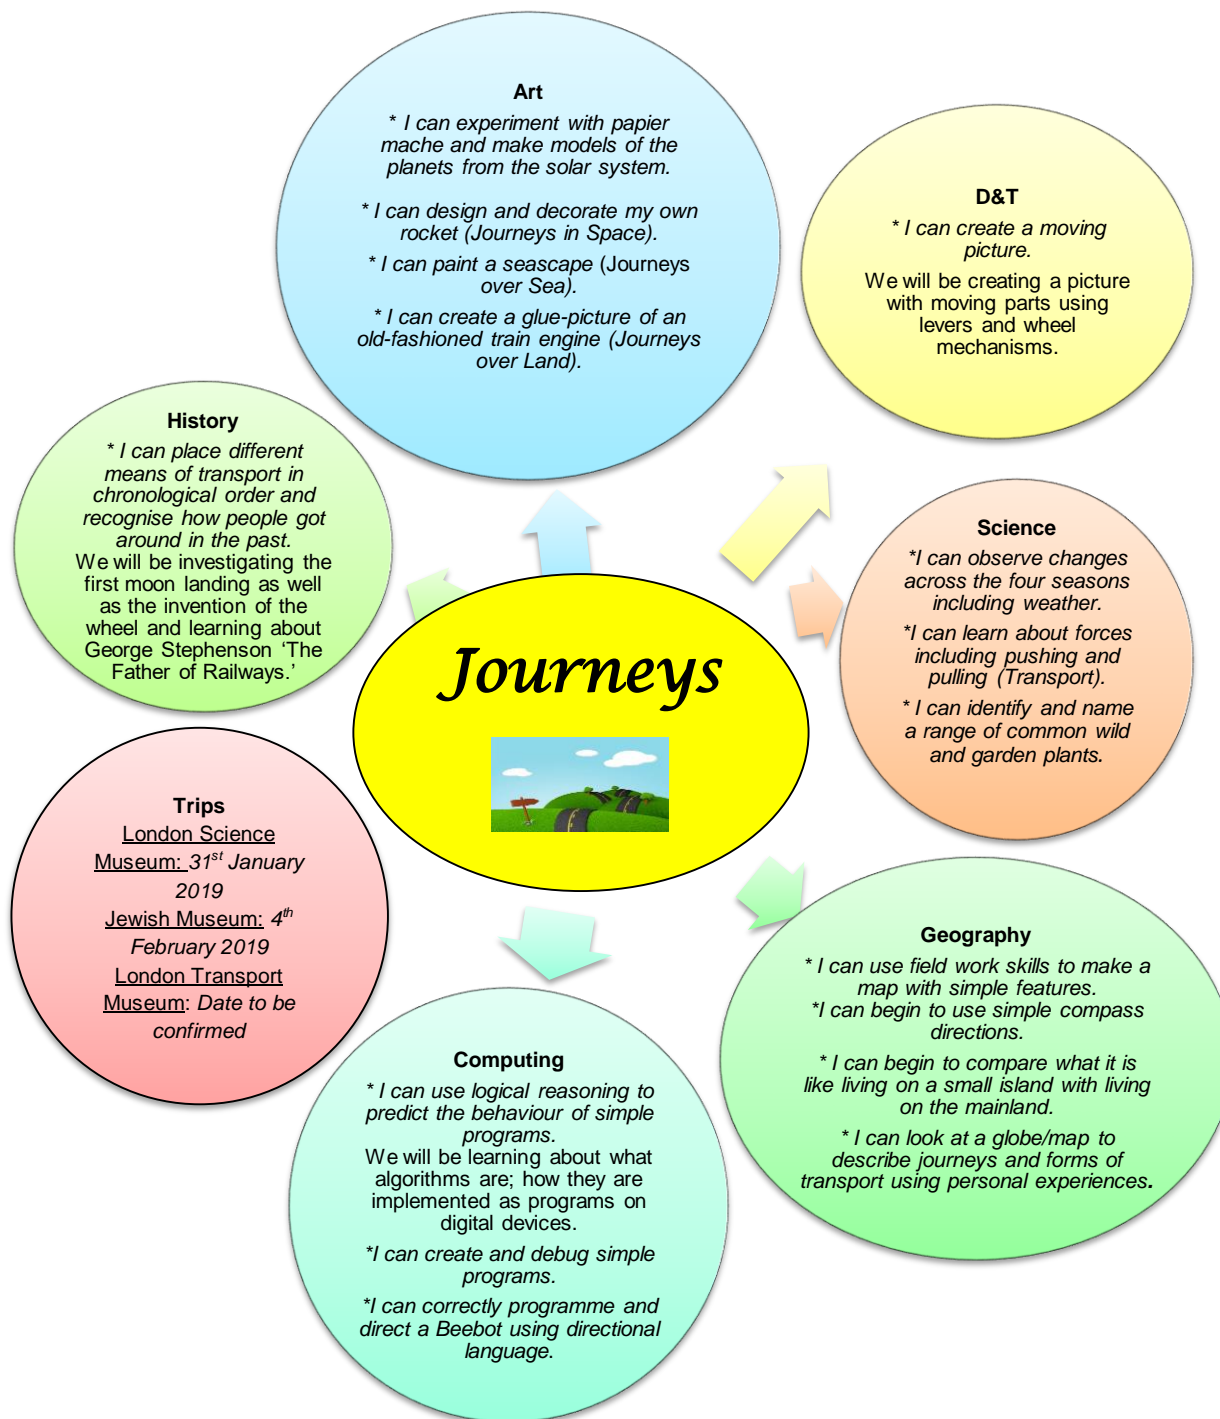 Art
* I can experiment with papier
mache and make models of the
planets from the solar system.
* I can design and decorate my own
rocket (Journeys in Space).
* I can paint a seascape (Journeys
over Sea).
* I can create a glue-picture of an
old-fashioned train engine (Journeys
over Land).
D&T
* I can create a moving
picture.
We will be creating a picture
with moving parts using
levers and wheel
mechanisms.
History
* I can place different
means of transport in
chronological order and
recognise how people got
around in the past.
We will be investigating the
first moon landing as well
as the invention of the
wheel and learning about
George Stephenson ‘The
Father of Railways.’
Science
*I can observe changes
across the four seasons
including weather.
*I can learn about forces
including pushing and
pulling (Transport).
* I can identify and name
a range of common wild
and garden plants.
Journeys
Trips
London Science
Museum: 31st January
2019
Jewish Museum: 4th
February 2019
London Transport
Museum: Date to be
confirmed
Geography
* I can use field work skills to make a
map with simple features.
*I can begin to use simple compass
directions.
* I can begin to compare what it is
like living on a small island with living
on the mainland.
* I can look at a globe/map to
describe journeys and forms of
transport using personal experiences.
Computing
* I can use logical reasoning to
predict the behaviour of simple
programs.
We will be learning about what
algorithms are; how they are
implemented as programs on
digital devices.
*I can create and debug simple
programs.
*I can correctly programme and
direct a Beebot using directional
language.